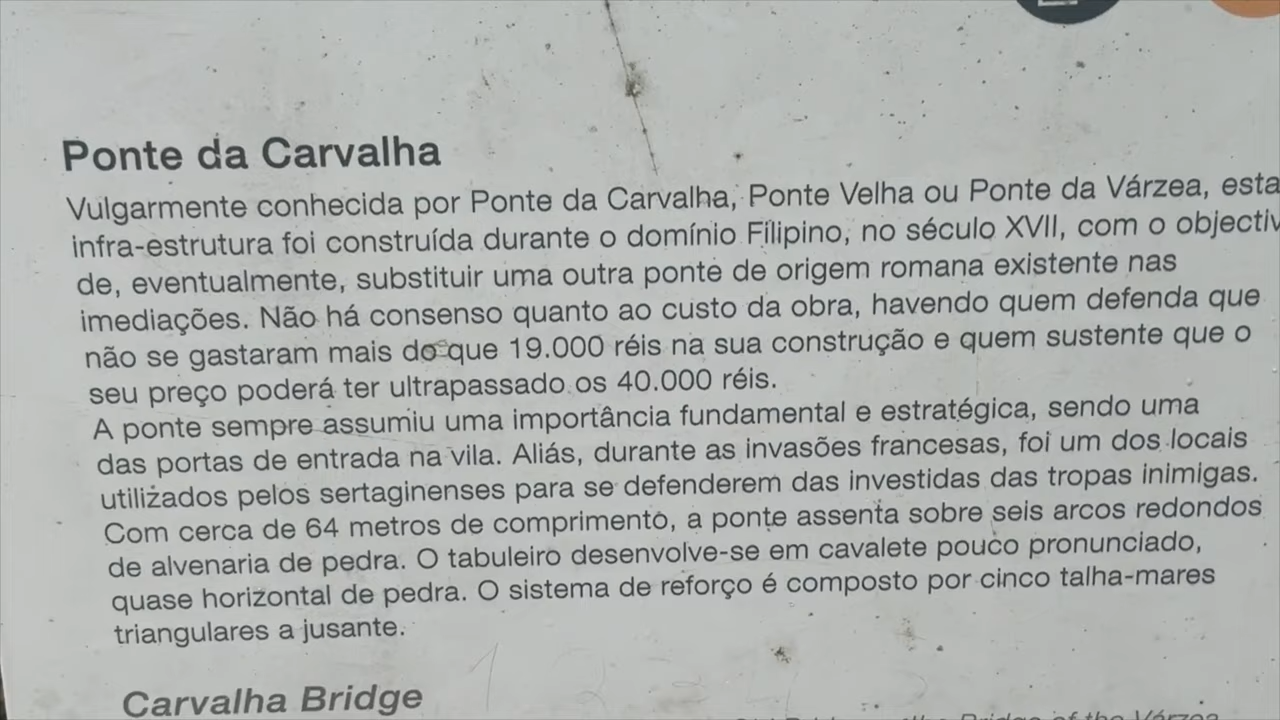 Ponte da Carvalha
Vulgarmente conhecida por Ponte da Carvalha, Ponte Velha ou Ponte da Várzea, esta
infra-estrutura foi construída durante o domínio Filipino, no século XVII, com o objectiv
de, eventualmente, substituir uma outra ponte de origem romana existente nas
imediações. Não há consenso quanto ao custo da obra, havendo quem defenda que
não se gastaram mais do que 19.000 réis na sua construção e quem sustente que o
seu preço poderá ter ultrapassado os 40.000 réis.
A ponte sempre assumiu uma importância fundamental e estratégica, sendo uma
das portas de entrada na vila. Aliás, durante as invasões francesas, foi um dos locais
utilizados pelos sertaginenses para se defenderem das investidas das tropas inimigas.
Com cerca de 64 metros de comprimento, a ponte assenta sobre seis arcos redondos
de alvenaria de pedra. O tabuleiro desenvolve-se em cavalete pouco pronunciado,
quase horizontal de pedra. O sistema de reforço é composto por cinco talha-mares
triangulares a jusante.
Carvalha Bridge
Bridge of the Várzea